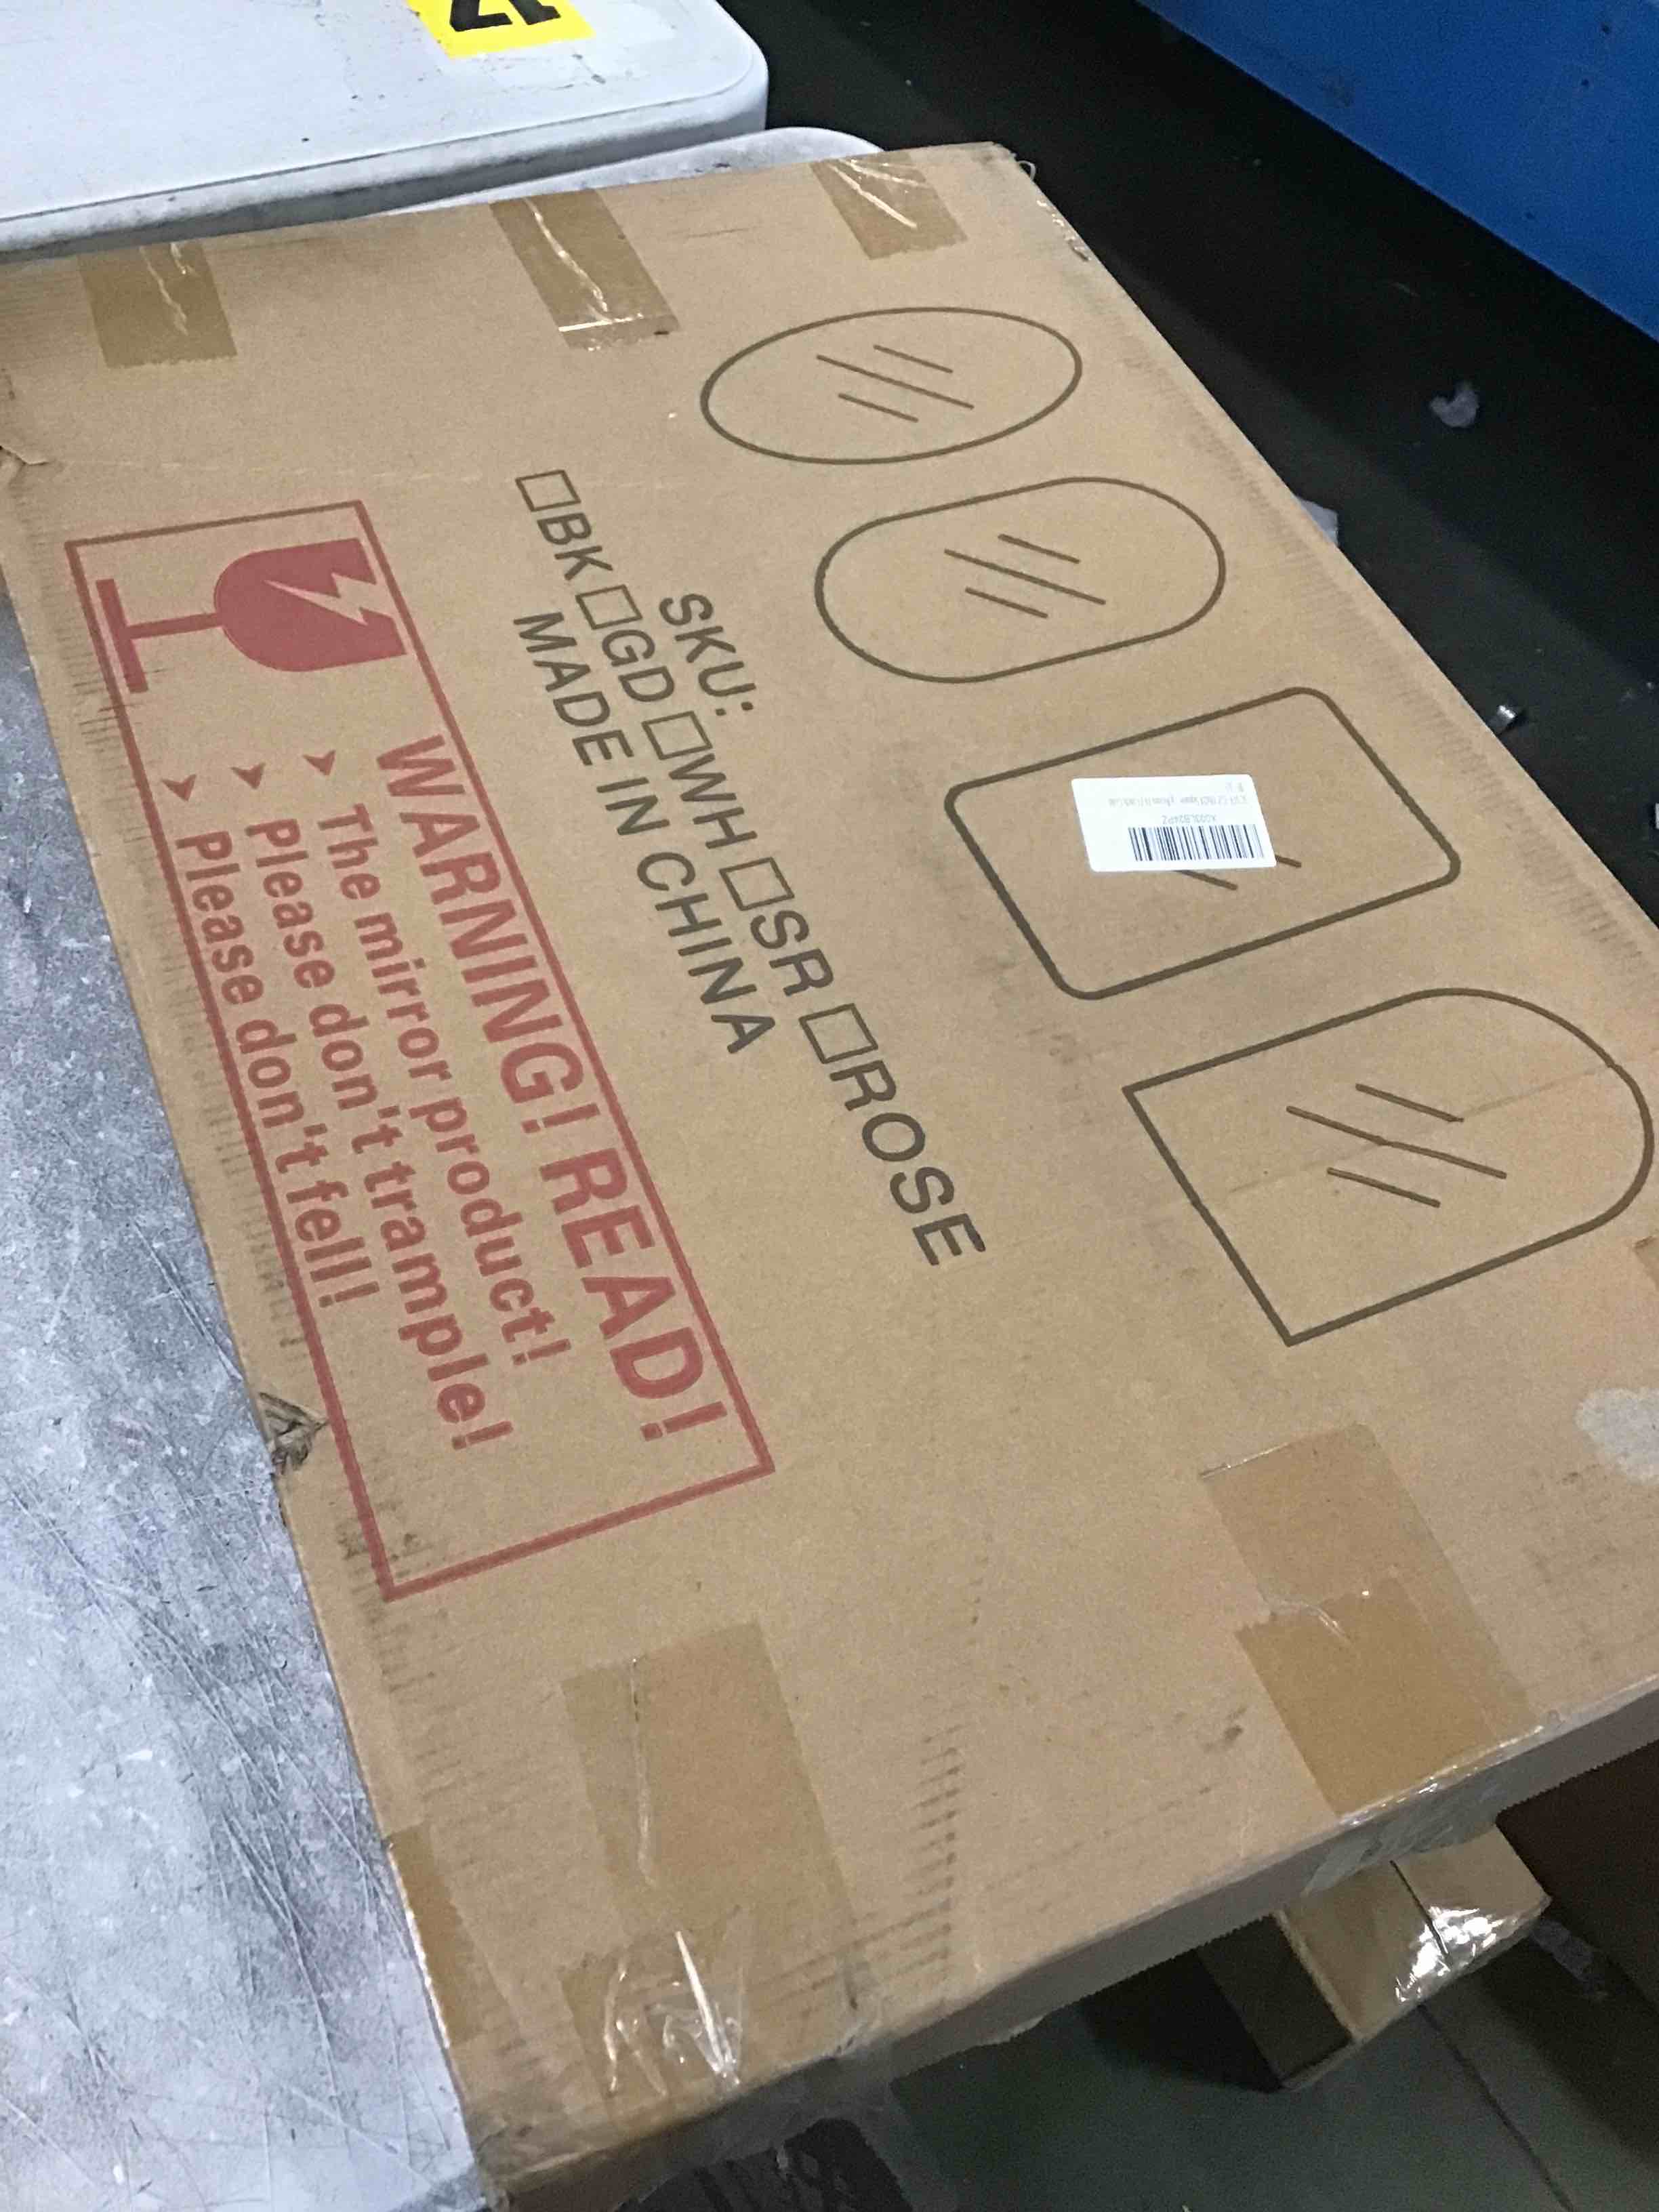 SKU:
□BK □GD □WH □SR □ROSE
MADE IN CHINA
WARNING! READ!
➤ The mirror product!
➤ Please don't trample!
➤ Please don't fell!
17